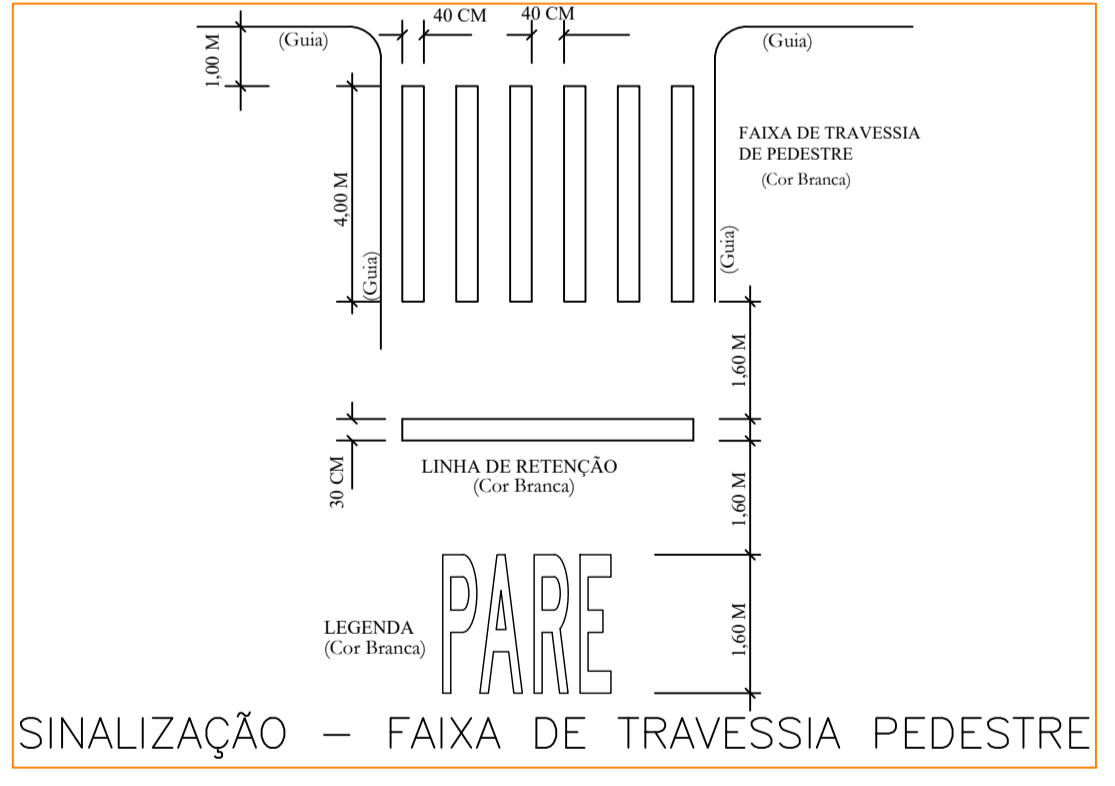 40 CM
40 CM
(Guia)
(Guia)
1,00 M
FAIXA DE TRAVESSIA
DE PEDESTRE
(Cor Branca)
4,00 M
(Guia)
(Guia)
1,60 M
30 CM
LINHA DE RETENÇÃO
(Cor Branca)
1,60 M
PARE
LEGENDA
(Cor Branca)
1,60 M
SINALIZAÇÃO — FAIXA DE TRAVESSIA PEDESTRE